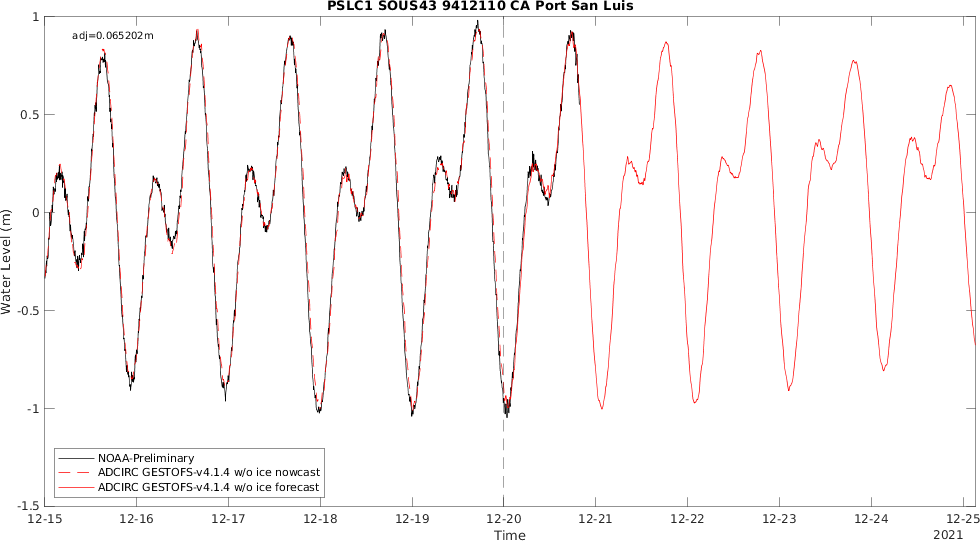 PSLC1 SOUS43 9412110 CA Port San Luis
adj=0.065202m
1
0.5
0
-0.5
-1
-1.5
Water Level (m)
NOAA-Preliminary
ADCIRC GESTOFS-v4.1.4 w/o ice nowcast
ADCIRC GESTOFS-v4.1.4 w/o ice forecast
12-15 12-16 12-17 12-18 12-19 12-20 12-21 12-22 12-23 12-24 12-25
Time
2021